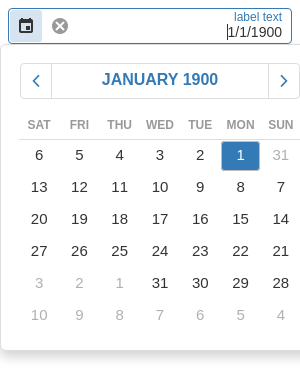 label text
1/1/1900
JANUARY 1900
SAT FRI THU WED TUE MON SUN
6 5 4 3 2 1 31
13 12 11 10 9 8 7
20 19 18 17 16 15 14
27 26 25 24 23 22 21
3 2 1 31 30 29 28
10 9 8 7 6 5 4